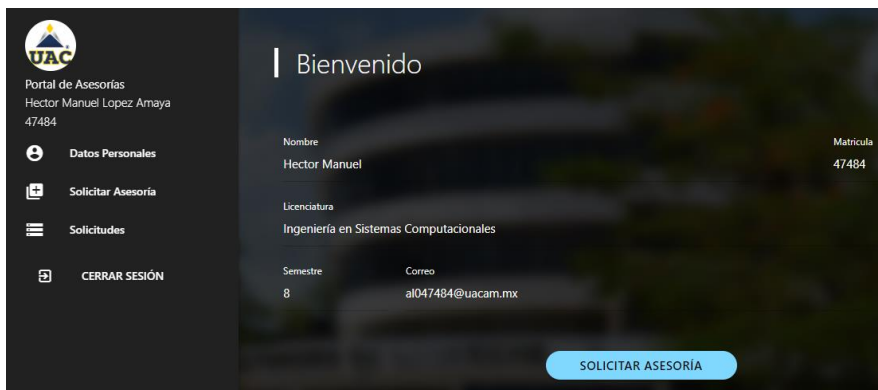 UAC
Portal de Asesorías
Hector Manuel Lopez Amaya
47484
Datos Personales
Solicitar Asesoría
Solicitudes
CERRAR SESIÓN
Bienvenido
Nombre Matricula
Hector Manuel 47484
Licenciatura
Ingeniería en Sistemas Computacionales
Semestre Correo
8 al047484@uacam.mx
SOLICITAR ASESORÍA